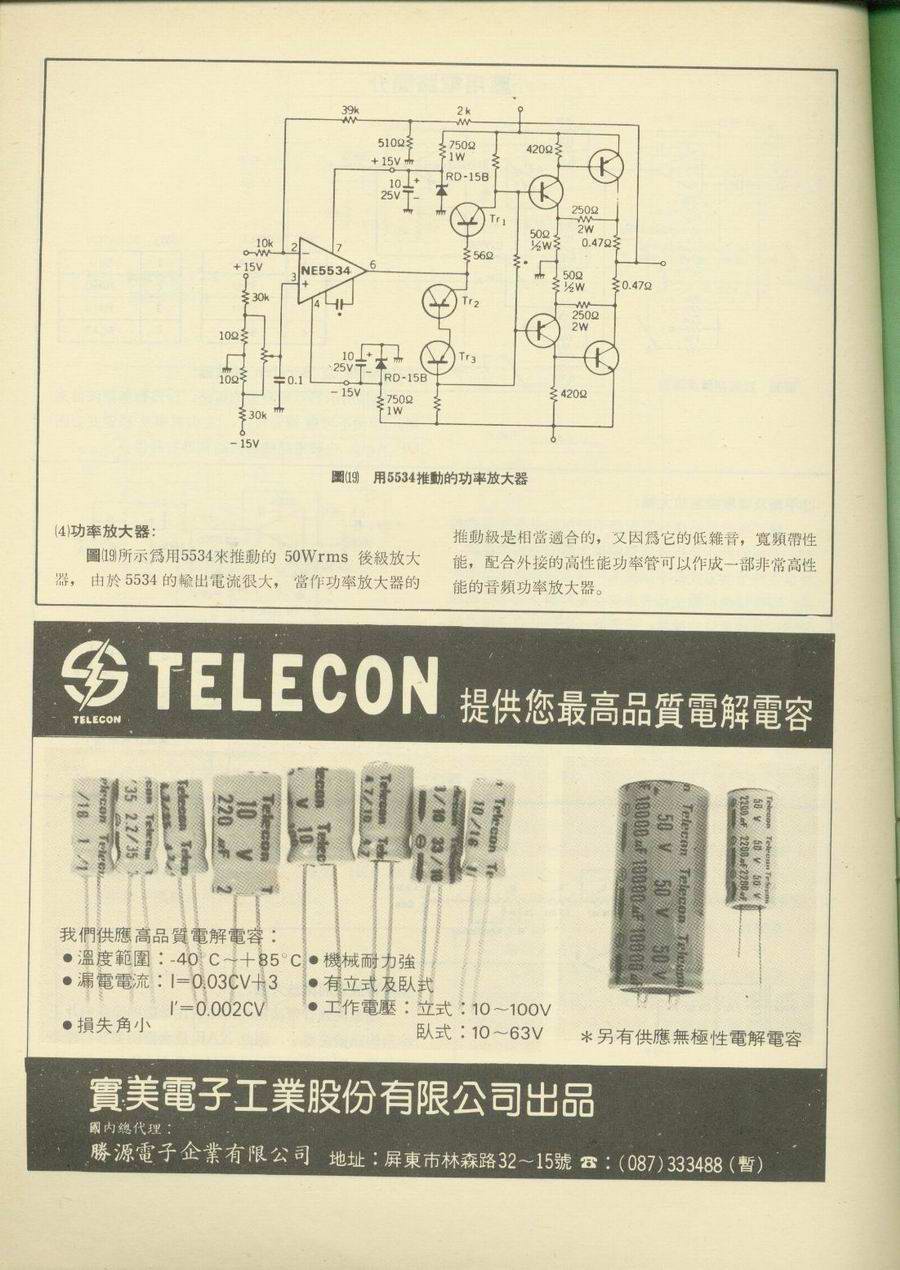 39k
2k
510Ω
750Ω
1W
420Ω
+15V
RD-15B
10
25V
+
−
Tr1
250Ω
2W
50Ω
½W
0.47Ω
10k
2
−
7
NE5534
6
56Ω
+15V
3
+
4
30k
Tr2
50Ω
½W
0.47Ω
250Ω
2W
10Ω
10Ω
0.1
10
25V
+
−
RD-15B
Tr3
−15V
750Ω
1W
420Ω
30k
−15V
圖⒆ 用5534推動的功率放大器
⑷功率放大器:
圖⒆所示爲用5534來推動的 50Wrms 後級放大
器，由於 5534 的輸出電流很大，當作功率放大器的
推動級是相當適合的，又因爲它的低雜音，寬頻帶性
能，配合外接的高性能功率管可以作成一部非常高性
能的音頻功率放大器。
TELECON
TELECON
提供您最高品質電解電容
我們供應高品質電解電容：
●溫度範圍：-40°C～+85°C
●漏電電流：I=0.03CV+3
I'=0.002CV
●損失角小
●機械耐力強
●有立式及臥式
●工作電壓：立式：10～100V
臥式：10～63V
＊另有供應無極性電解電容
實美電子工業股份有限公司出品
國內總代理：
勝源電子企業有限公司 地址：屏東市林森路32～15號 ☎：(087)333488(暫)